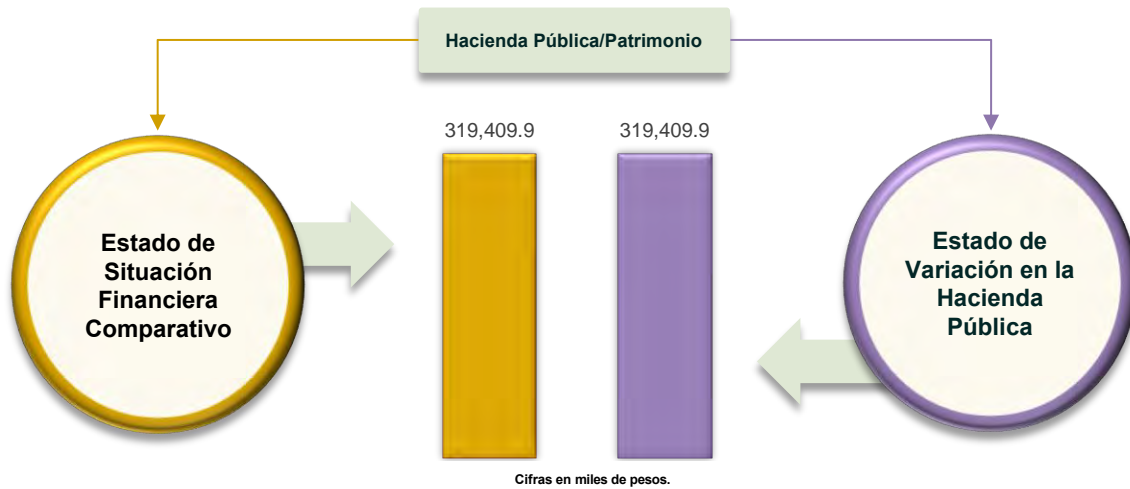 Hacienda Pública/Patrimonio
319,409.9
319,409.9
Estado de
Situación
Financiera
Comparativo
Estado de
Variación en la
Hacienda
Pública
Cifras en miles de pesos.